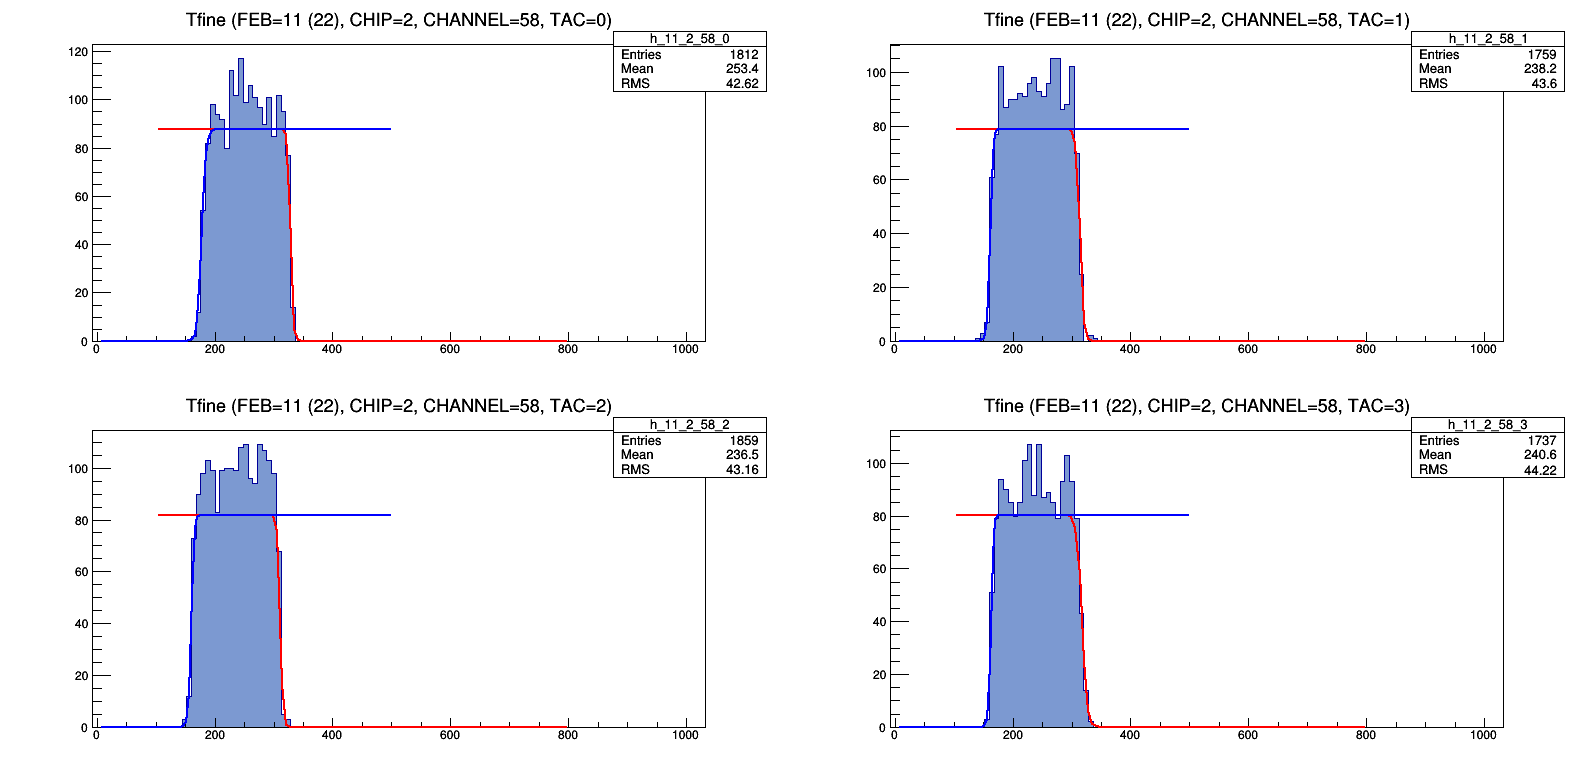 Tfine (FEB=11 (22), CHIP=2, CHANNEL=58, TAC=0)
h_11_2_58_0
Entries 1812
Mean 253.4
RMS 42.62
120
100
80
60
40
20
0
0 200 400 600 800 1000
Tfine (FEB=11 (22), CHIP=2, CHANNEL=58, TAC=1)
h_11_2_58_1
Entries 1759
Mean 238.2
RMS 43.6
100
80
60
40
20
0
0 200 400 600 800 1000
Tfine (FEB=11 (22), CHIP=2, CHANNEL=58, TAC=2)
h_11_2_58_2
Entries 1859
Mean 236.5
RMS 43.16
100
80
60
40
20
0
0 200 400 600 800 1000
Tfine (FEB=11 (22), CHIP=2, CHANNEL=58, TAC=3)
h_11_2_58_3
Entries 1737
Mean 240.6
RMS 44.22
100
80
60
40
20
0
0 200 400 600 800 1000